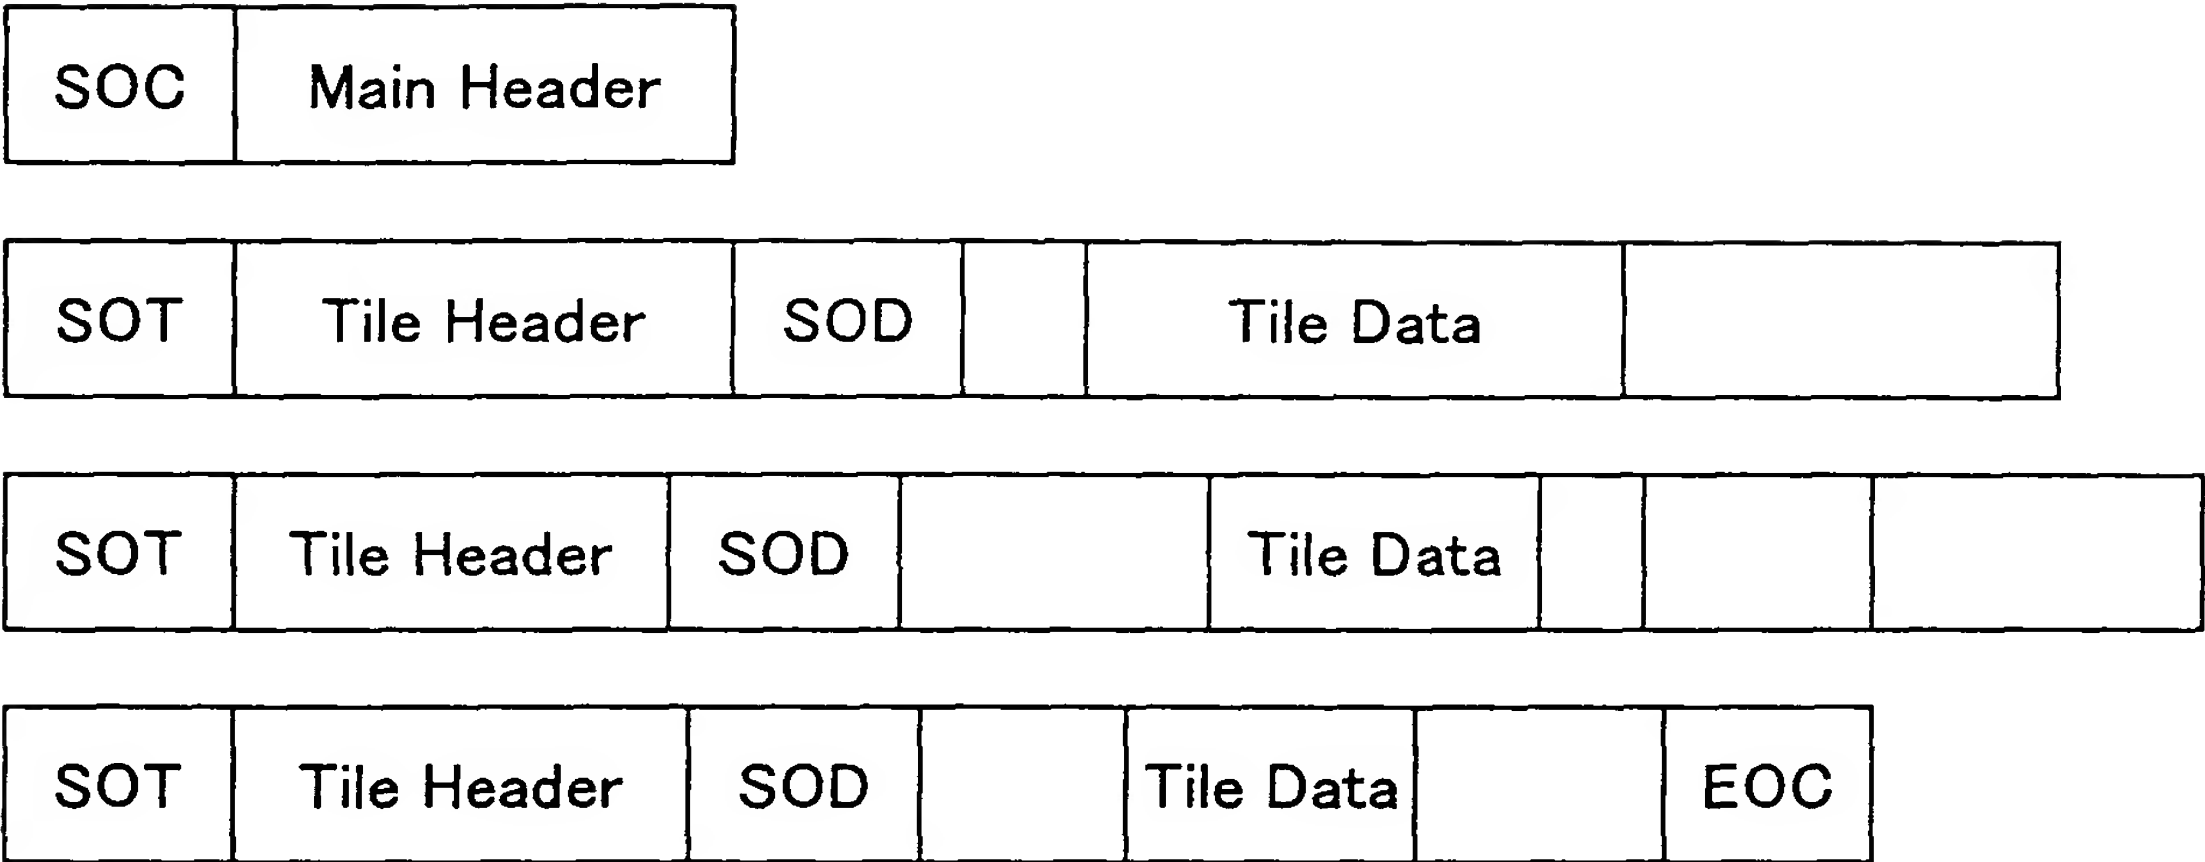 SOC Main Header
SOT Tile Header SOD Tile Data
SOT Tile Header SOD Tile Data
SOT Tile Header SOD Tile Data EOC